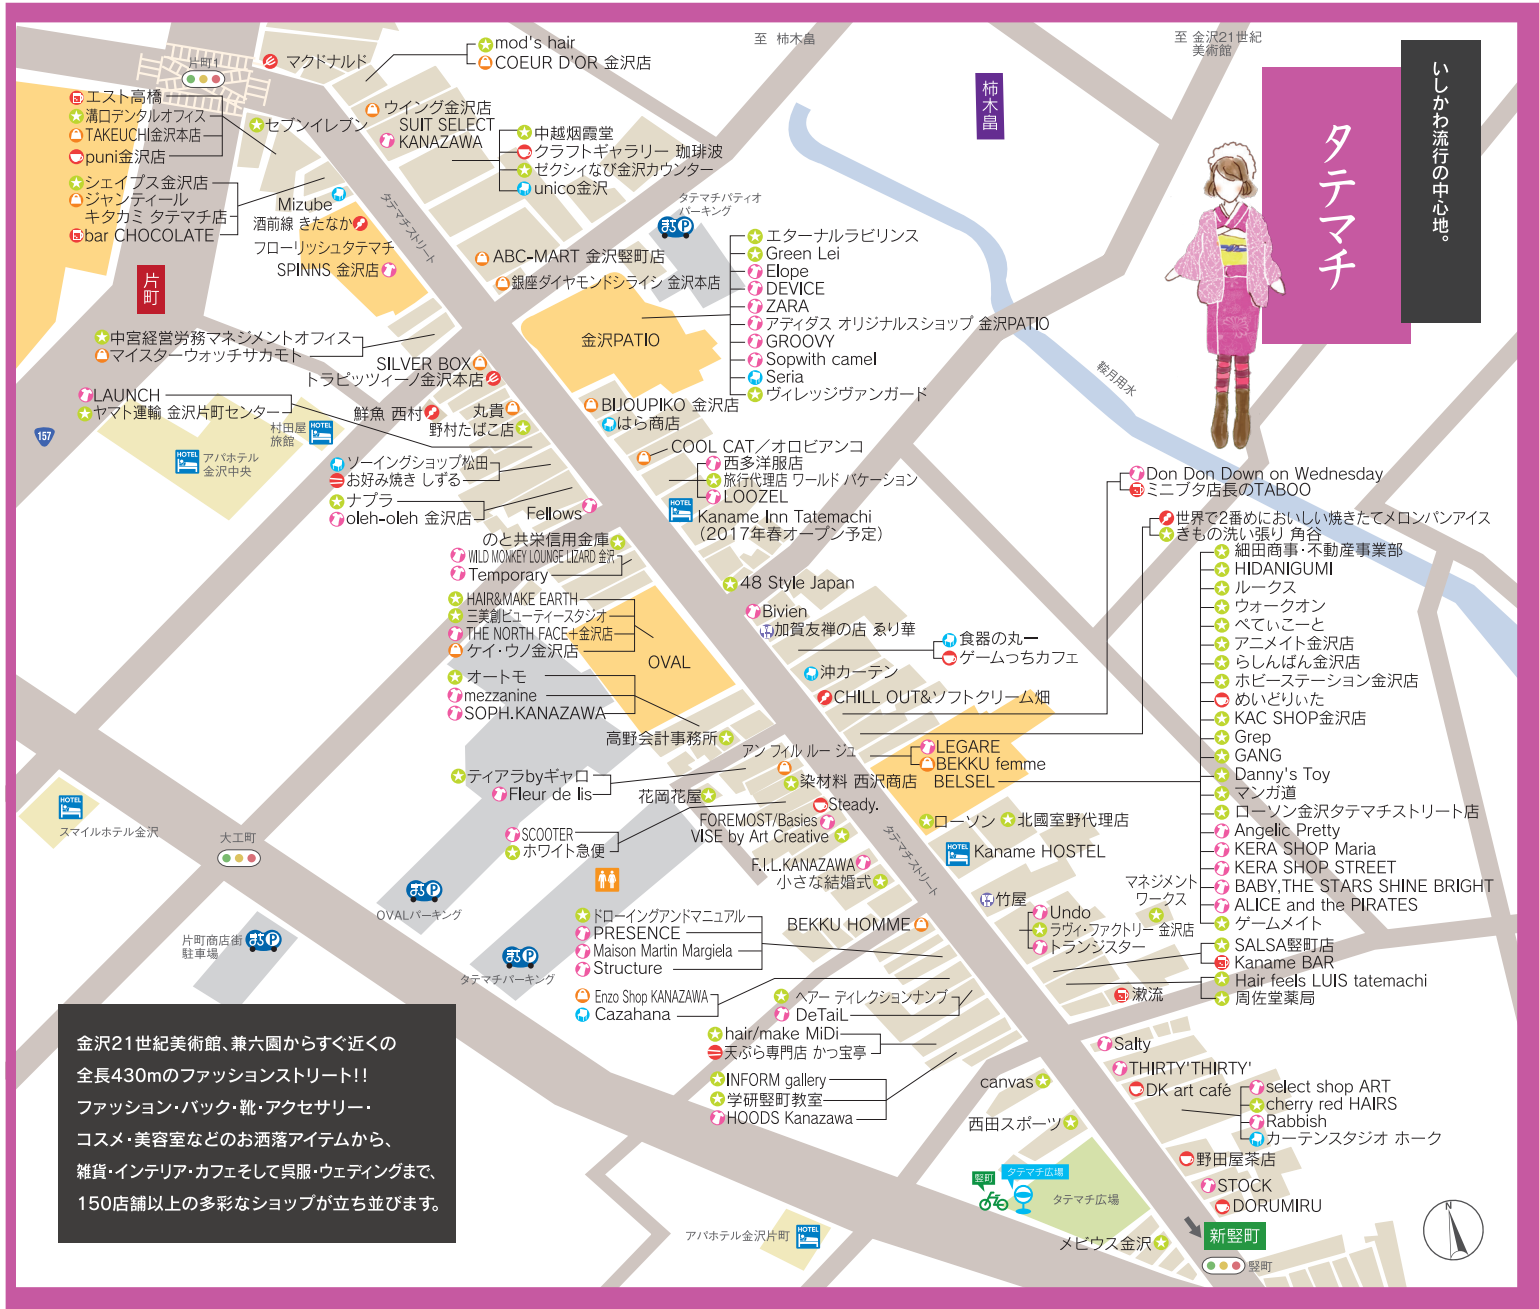 いしかわ流行の中心地。
タテマチ
柿木畠
至 柿木畠
至 金沢21世紀
美術館
片町1
マクドナルド
mod's hair
COEUR D'OR 金沢店
エスト高橋
溝口デンタルオフィス
TAKEUCHI金沢本店
puni金沢店
セブンイレブン
ウイング金沢店
SUIT SELECT
KANAZAWA
中越烟霞堂
クラフトギャラリー 珈琲波
ゼクシィなび金沢カウンター
unico金沢
シェイプス金沢店
ジャンティール
キタカミ タテマチ店
bar CHOCOLATE
Mizube
酒前線 きたなか
フローリッシュタテマチ
SPINNS 金沢店
タテマチストリート
タテマチパティオ
パーキング
片町
ABC-MART 金沢竪町店
銀座ダイヤモンドシライシ 金沢本店
金沢PATIO
エターナルラビリンス
Green Lei
Elope
DEVICE
ZARA
アディダス オリジナルスショップ 金沢PATIO
GROOVY
Sopwith camel
Seria
ヴィレッジヴァンガード
鞍月用水
中宮経営労務マネジメントオフィス
マイスターウォッチサカモト
SILVER BOX
トラピッツィーノ金沢本店
LAUNCH
ヤマト運輸 金沢片町センター
鮮魚 西村
丸貴
野村たばこ店
BIJOUPIKO 金沢店
はら商店
157
村田屋
旅館
HOTEL
HOTEL
アパホテル
金沢中央
ソーイングショップ松田
お好み焼き しずる
ナプラ
oleh-oleh 金沢店
Fellows
COOL CAT／オロビアンコ
西多洋服店
旅行代理店 ワールド バケーション
LOOZEL
HOTEL
Kaname Inn Tatemachi
(2017年春オープン予定)
Don Don Down on Wednesday
ミニブタ店長のTABOO
世界で2番めにおいしい焼きたてメロンパンアイス
きもの洗い張り 角谷
のと共栄信用金庫
WILD MONKEY LOUNGE LIZARD 金沢
Temporary
48 Style Japan
Bivien
加賀友禅の店 ゑり華
食器の丸一
ゲームっちカフェ
沖カーテン
CHILL OUT&ソフトクリーム畑
HAIR&MAKE EARTH
三美創ビューティースタジオ
THE NORTH FACE+金沢店
ケイ・ウノ金沢店
OVAL
オートモ
mezzanine
SOPH.KANAZAWA
高野会計事務所
アン フィル ルー ジュ
LEGARE
BEKKU femme
BELSEL
細田商事・不動産事業部
HIDANIGUMI
ルークス
ウォークオン
ぺてぃこーと
アニメイト金沢店
らしんばん金沢店
ホビーステーション金沢店
めいどりぃた
KAC SHOP金沢店
Grep
GANG
Danny's Toy
マンガ道
ローソン金沢タテマチストリート店
Angelic Pretty
KERA SHOP Maria
KERA SHOP STREET
BABY,THE STARS SHINE BRIGHT
ALICE and the PIRATES
ゲームメイト
ティアラbyギャロ
Fleur de lis
花岡花屋
染材料 西沢商店
Steady.
FOREMOST/Basies
VISE by Art Creative
SCOOTER
ホワイト急便
HOTEL
スマイルホテル金沢
大工町
OVALパーキング
片町商店街
駐車場
タテマチパーキング
ローソン
北國室野代理店
HOTEL
Kaname HOSTEL
タテマチストリート
F.I.L.KANAZAWA
小さな結婚式
BEKKU HOMME
竹屋
マネジメント
ワークス
Undo
ラヴィ・ファクトリー 金沢店
トランジスター
SALSA竪町店
Kaname BAR
Hair feels LUIS tatemachi
周佐堂薬局
漱流
ドローイングアンドマニュアル
PRESENCE
Maison Martin Margiela
Structure
Enzo Shop KANAZAWA
Cazahana
ヘアー ディレクションナンブ
DeTaiL
hair/make MiDi
天ぷら専門店 かつ宝亭
INFORM gallery
学研竪町教室
HOODS Kanazawa
Salty
THIRTY'THIRTY'
DK art café
select shop ART
cherry red HAIRS
Rabbish
カーテンスタジオ ホーク
canvas
西田スポーツ
野田屋茶店
STOCK
DORUMIRU
竪町
タテマチ広場
タテマチ広場
メビウス金沢
新竪町
竪町
N
アパホテル金沢片町
HOTEL
金沢21世紀美術館、兼六園からすぐ近くの
全長430mのファッションストリート!!
ファッション・バック・靴・アクセサリー・
コスメ・美容室などのお洒落アイテムから、
雑貨・インテリア・カフェそして呉服・ウェディングまで、
150店舗以上の多彩なショップが立ち並びます。